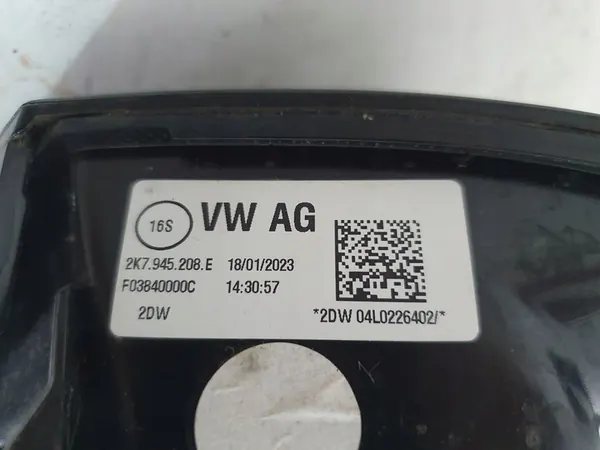 16S VW AG
2K7.945.208.E 18/01/2023
F03840000C 14:30:57
2DW *2DW 04L0226402/*